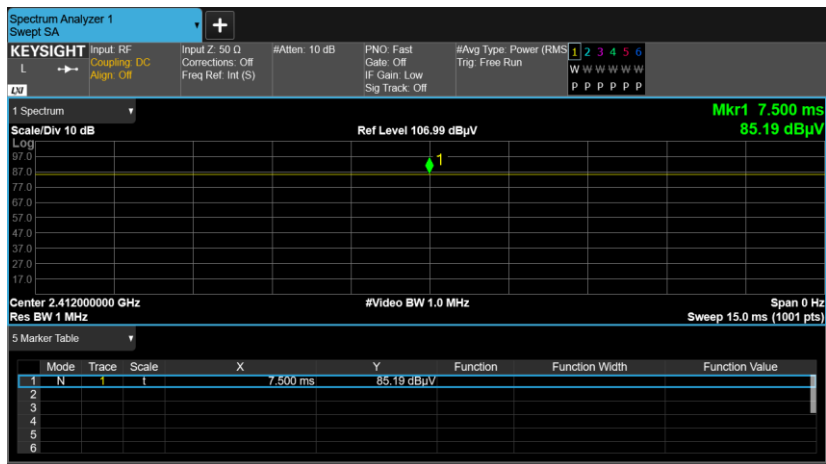 Spectrum Analyzer 1
Swept SA
+
KEYSIGHT Input: RF Input Z: 50 Ω #Atten: 10 dB PNO: Fast #Avg Type: Power (RMS 1 2 3 4 5 6
L Coupling: DC Corrections: Off Gate: Off Trig: Free Run W W W W W W
Align: Off Freq Ref: Int (S) IF Gain: Low
LXI Sig Track: Off P P P P P P
1 Spectrum
Mkr1 7.500 ms
Scale/Div 10 dB Ref Level 106.99 dBµV 85.19 dBµV
Log
97.0
1
87.0
77.0
67.0
57.0
47.0
37.0
27.0
17.0
Center 2.412000000 GHz #Video BW 1.0 MHz Span 0 Hz
Res BW 1 MHz Sweep 15.0 ms (1001 pts)
5 Marker Table
Mode Trace Scale X Y Function Function Width Function Value
1 N 1 t 7.500 ms 85.19 dBµV
2
3
4
5
6